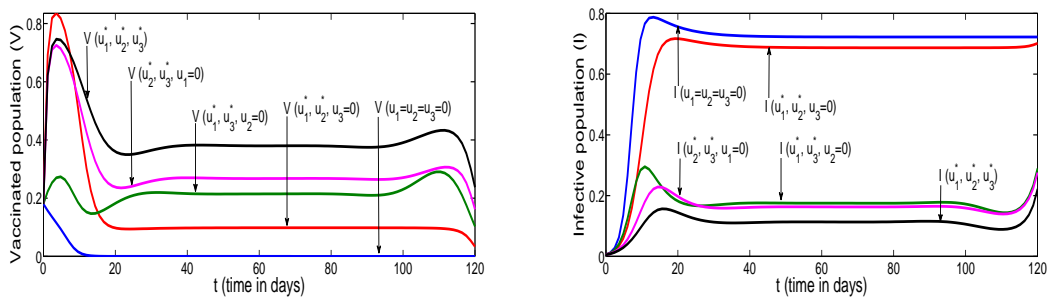 Vaccinated population (V)
0.8
0.6
0.4
0.2
0
0 20 40 60 80 100 120
t (time in days)
V (u₁*, u₂*, u₃*)
V (u₂*, u₃*, u₁=0)
V (u₁*, u₃*, u₂=0)
V (u₁*, u₂*, u₃=0)
V (u₁=u₂=u₃=0)
Infective population (I)
0.8
0.6
0.4
0.2
0
0 20 40 60 80 100 120
t (time in days)
I (u₁=u₂=u₃=0)
I (u₁*, u₂*, u₃=0)
I (u₂*, u₃*, u₁=0)
I (u₁*, u₃*, u₂=0)
I (u₁*, u₂*, u₃*)